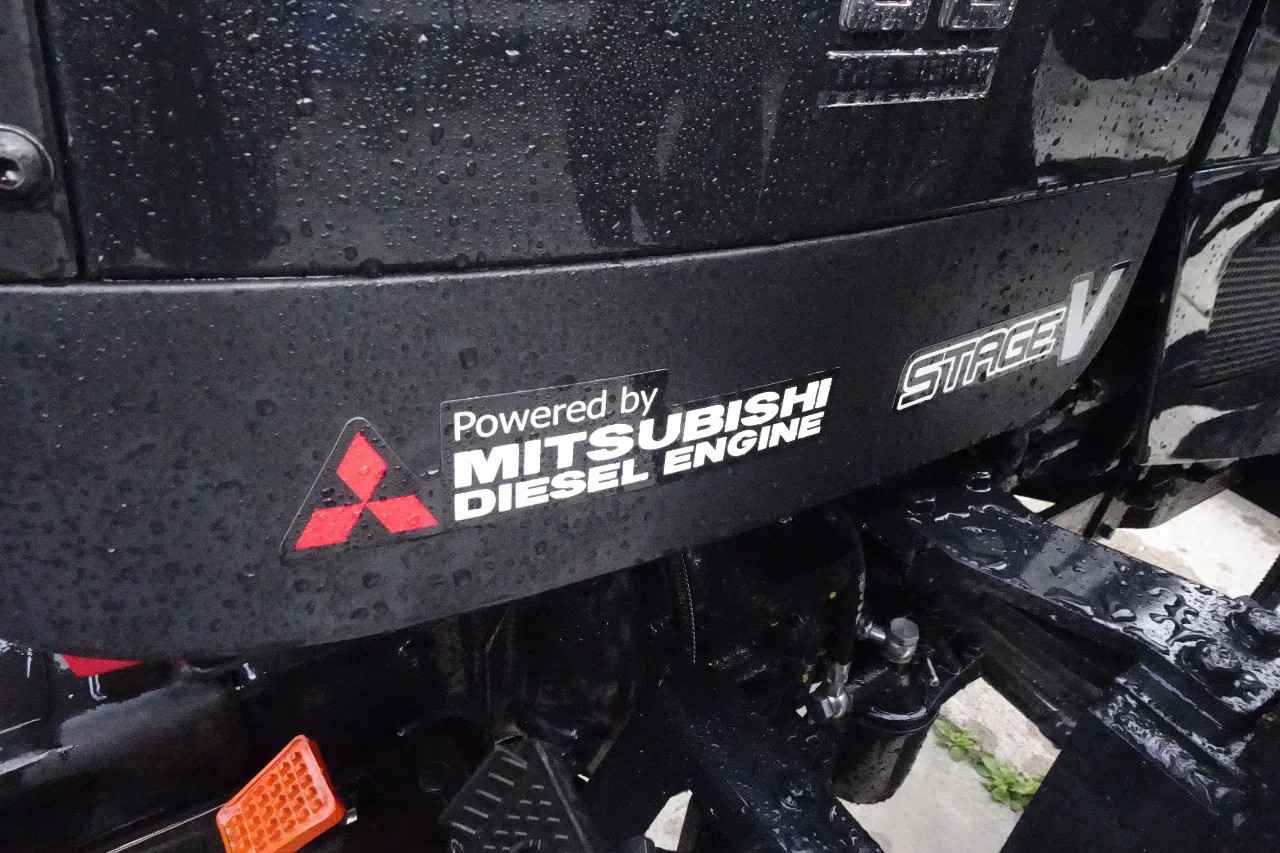 Powered by
MITSUBISHI
DIESEL ENGINE
STAGE V